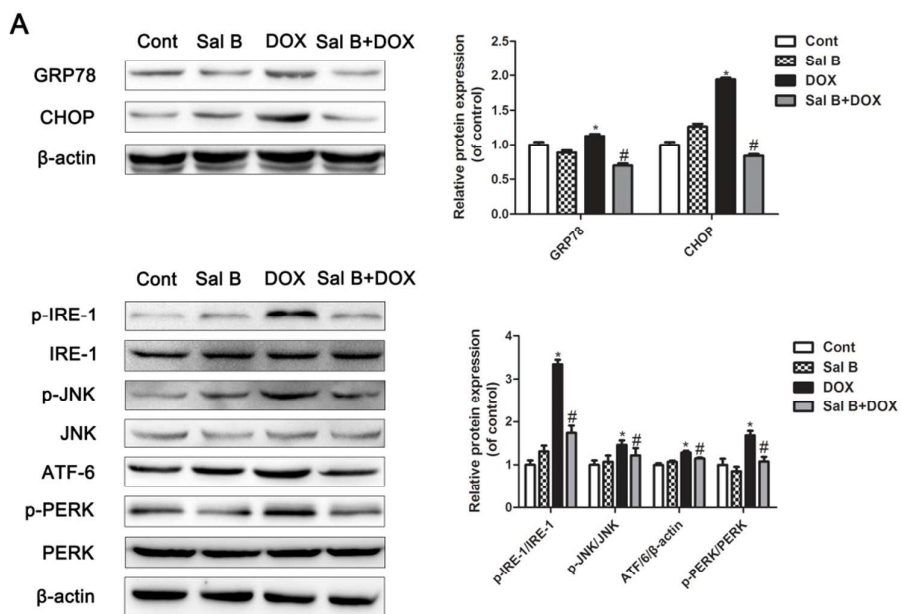 A
Cont Sal B DOX Sal B+DOX
GRP78
CHOP
β-actin
Relative protein expression
(of control)
2.5
2.0
1.5
1.0
0.5
0.0
* # * #
GRP78 CHOP
Cont
Sal B
DOX
Sal B+DOX
Cont Sal B DOX Sal B+DOX
p-IRE-1
IRE-1
p-JNK
JNK
ATF-6
p-PERK
PERK
β-actin
Relative protein expression
(of control)
4
3
2
1
0
* # * # * # * #
p-IRE-1/IRE-1 p-JNK/JNK ATF/6/β-actin p-PERK/PERK
Cont
Sal B
DOX
Sal B+DOX